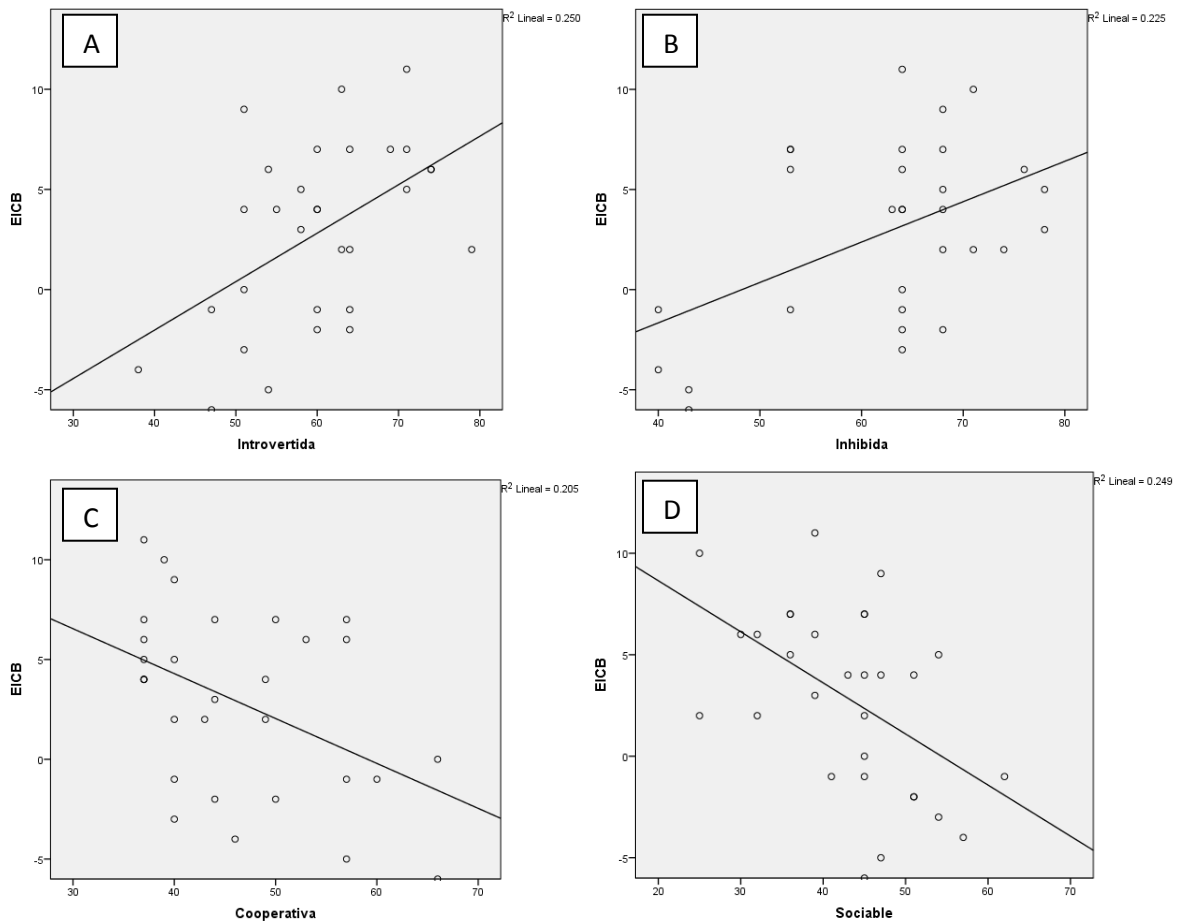 A
R² Lineal = 0.250
EICB
10
5
0
-5
30 40 50 60 70 80
Introvertida
B
R² Lineal = 0.225
EICB
10
5
0
-5
40 50 60 70 80
Inhibida
C
R² Lineal = 0.205
EICB
10
5
0
-5
30 40 50 60 70
Cooperativa
D
R² Lineal = 0.249
EICB
10
5
0
-5
20 30 40 50 60 70
Sociable